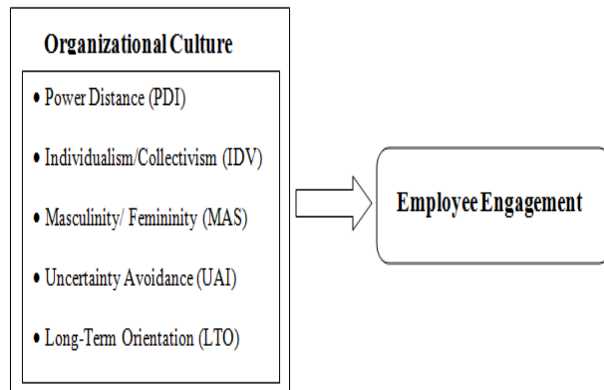 Organizational Culture
• Power Distance (PDI)
• Individualism/Collectivism (IDV)
• Masculinity/ Femininity (MAS)
• Uncertainty Avoidance (UAI)
• Long-Term Orientation (LTO)
Employee Engagement